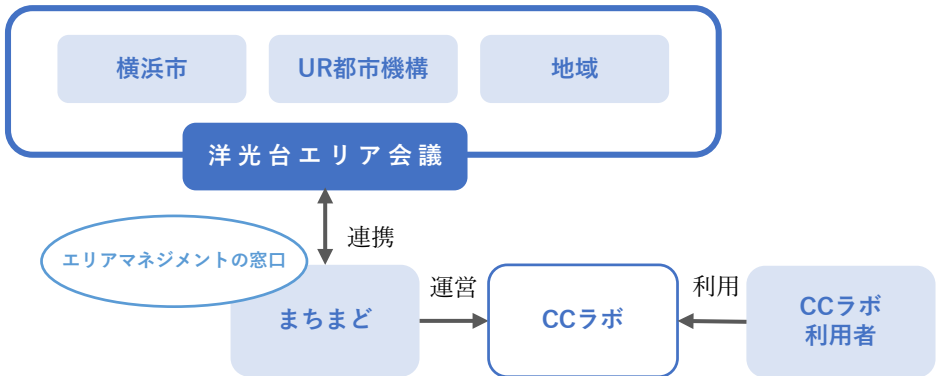 横浜市
UR都市機構
地域
洋光台エリア会議
連携
エリアマネジメントの窓口
まちまど
運営
CCラボ
利用
CCラボ
利用者